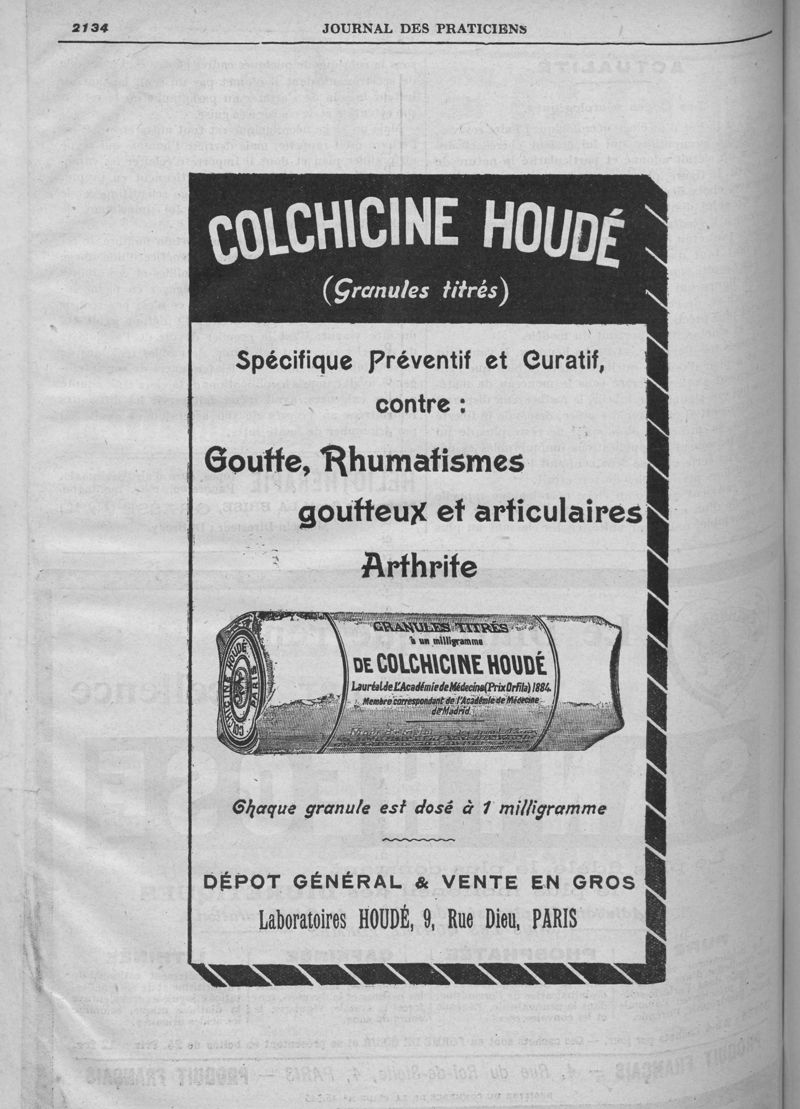 2134
JOURNAL DES PRATICIENS
COLCHICINE HOUDÉ
(Granules titrés)
Spécifique Préventif et Curatif,
contre :
Goutte, Rhumatismes
goutteux et articulaires
Arthrite
GRANULES TITRÉS
à un milligramme
DE COLCHICINE HOUDÉ
Lauréat de L'Académie de Médecine (Prix Orfila) 1884.
Membre correspondant de l'Académie de Médecine
de Madrid.
COLCHICINE HOUDÉ
PARIS
Chaque granule est dosé à 1 milligramme
DÉPOT GÉNÉRAL & VENTE EN GROS
Laboratoires HOUDÉ, 9, Rue Dieu, PARIS